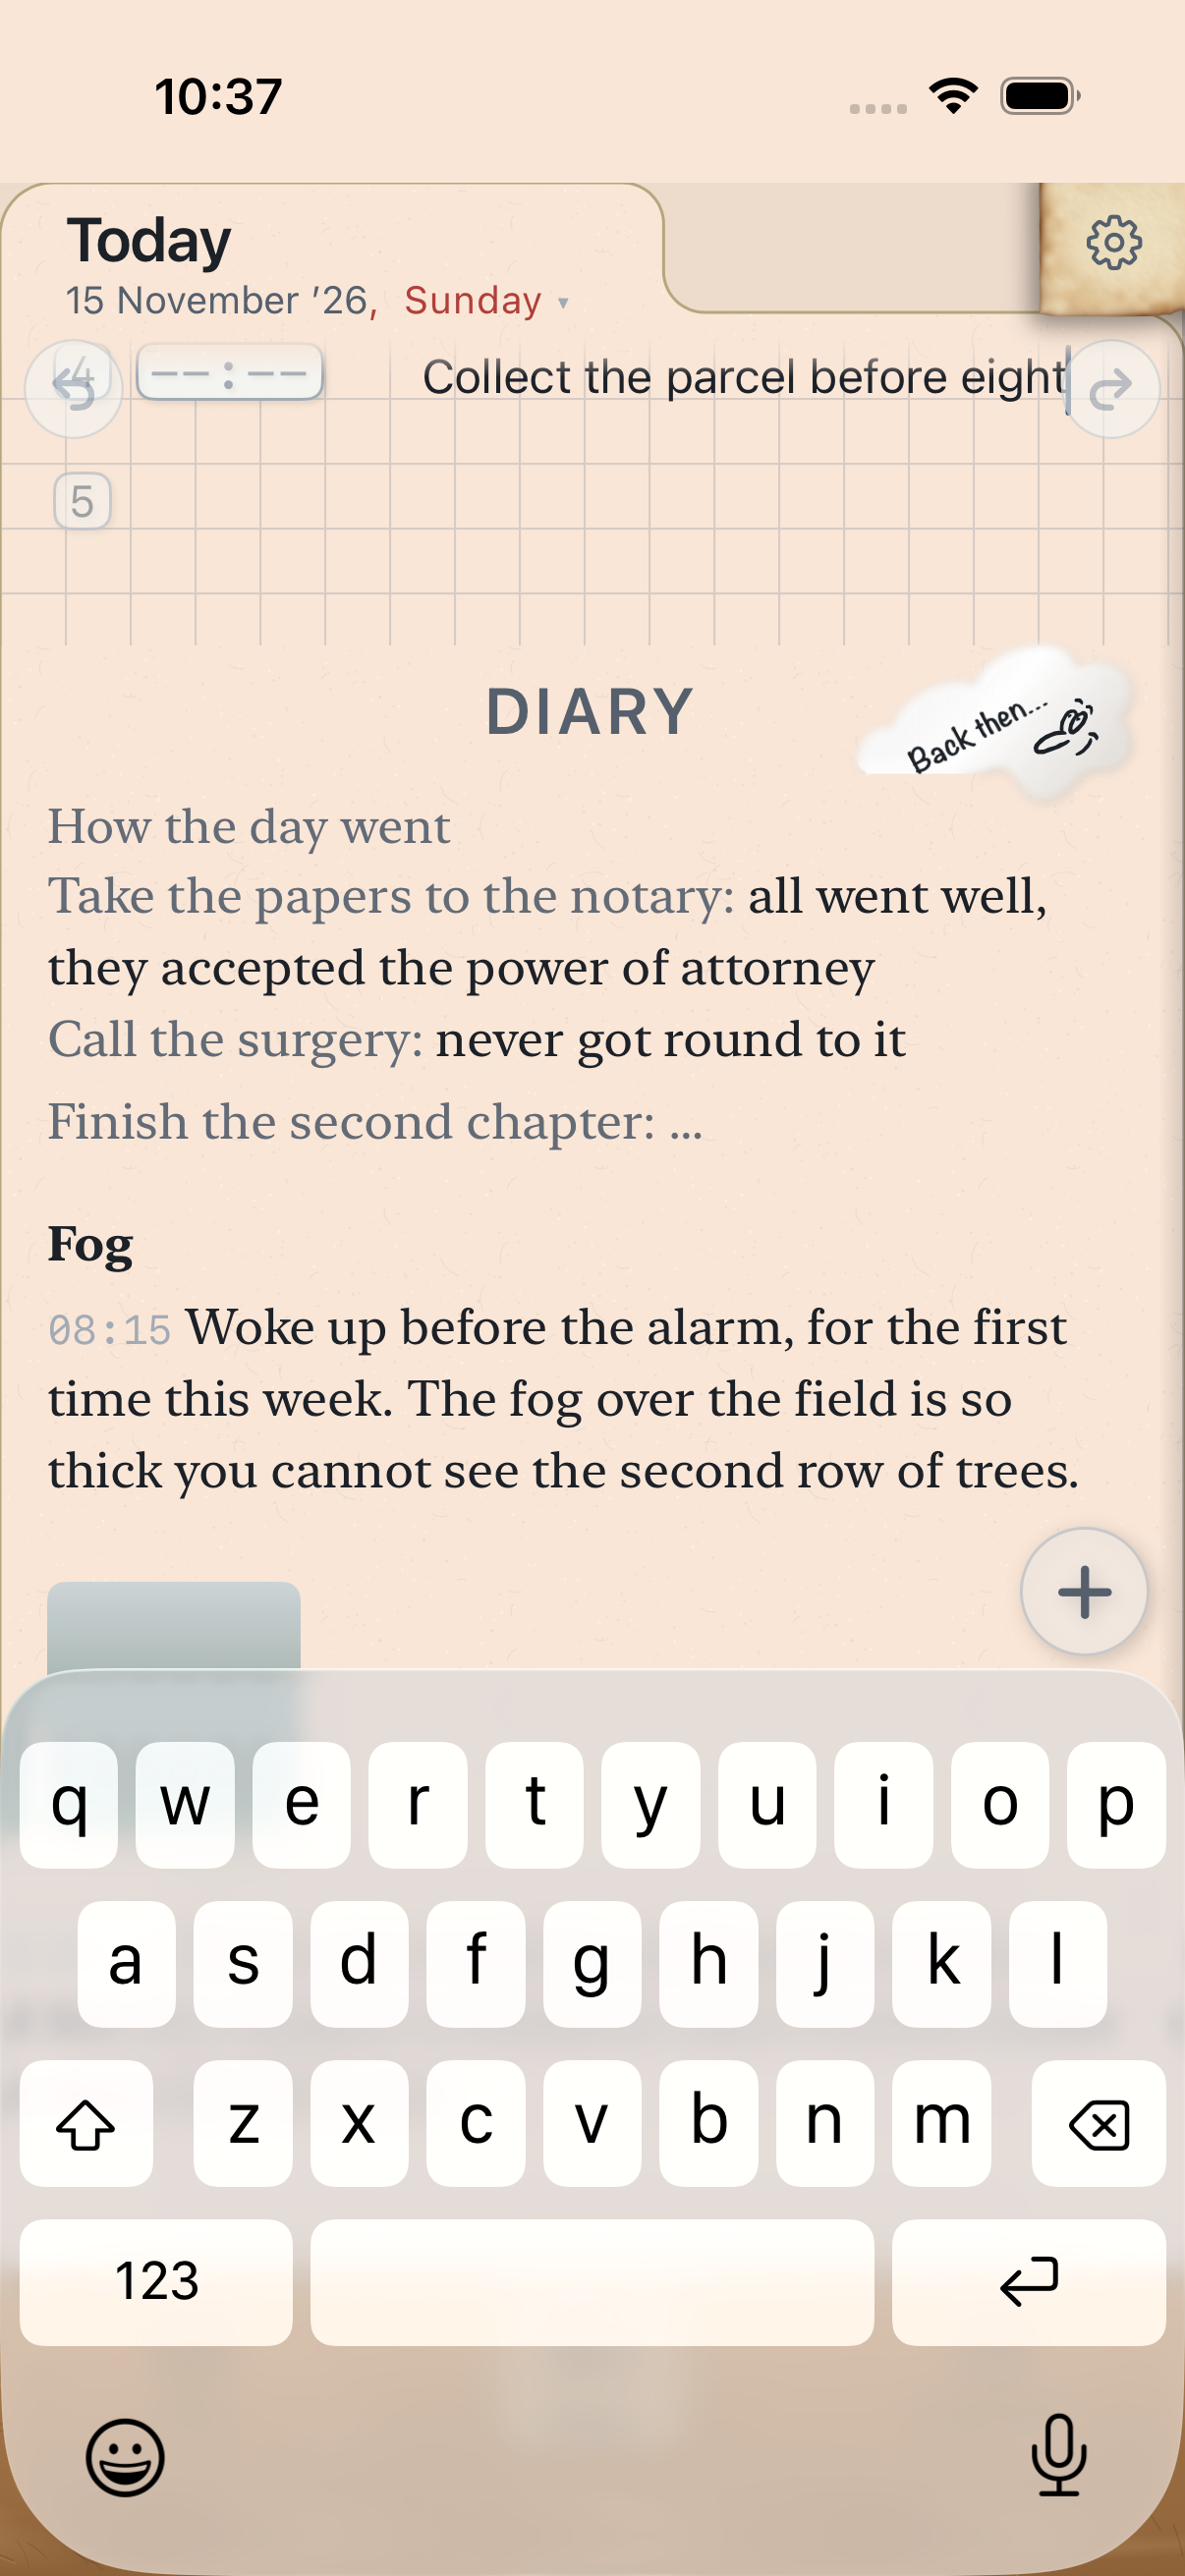 10:37
Today
15 November ’26, Sunday ▾
4 --:-- Collect the parcel before eight
5
DIARY
Back then...
How the day went
Take the papers to the notary: all went well,
they accepted the power of attorney
Call the surgery: never got round to it
Finish the second chapter: ...
Fog
08:15 Woke up before the alarm, for the first
time this week. The fog over the field is so
thick you cannot see the second row of trees.
q w e r t y u i o p
a s d f g h j k l
z x c v b n m
123